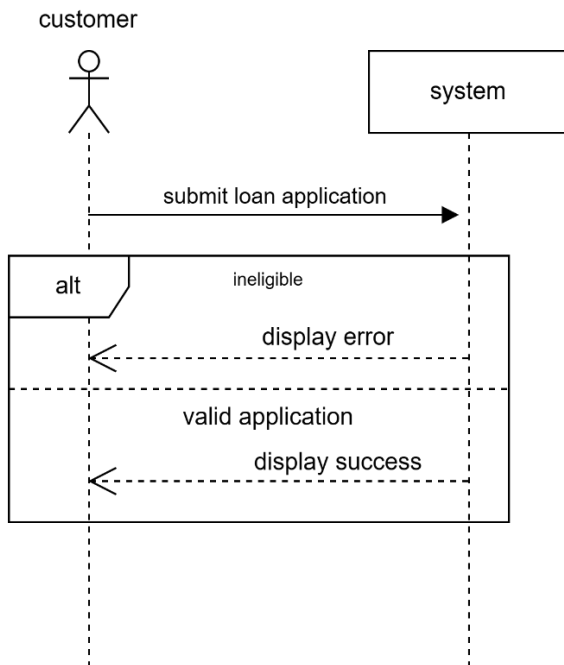 customer
system
submit loan application
alt
ineligible
display error
valid application
display success